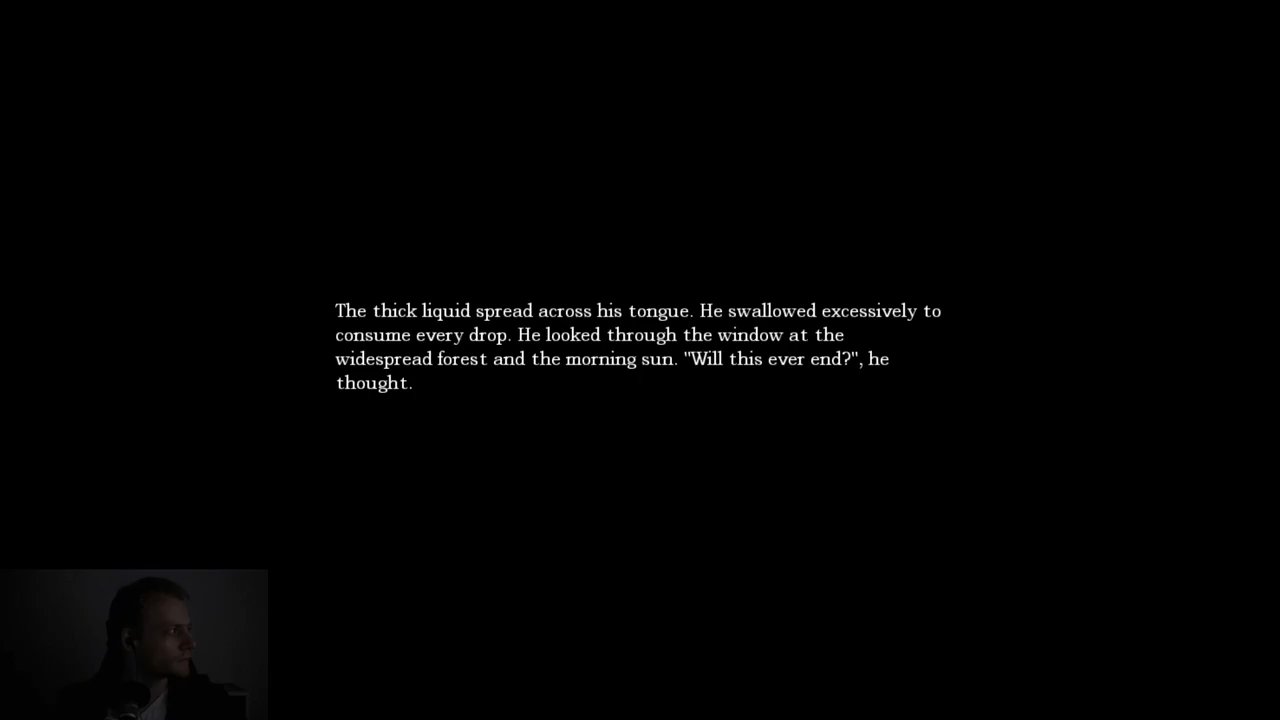 The thick liquid spread across his tongue. He swallowed excessively to
consume every drop. He looked through the window at the
widespread forest and the morning sun. "Will this ever end?", he
thought.